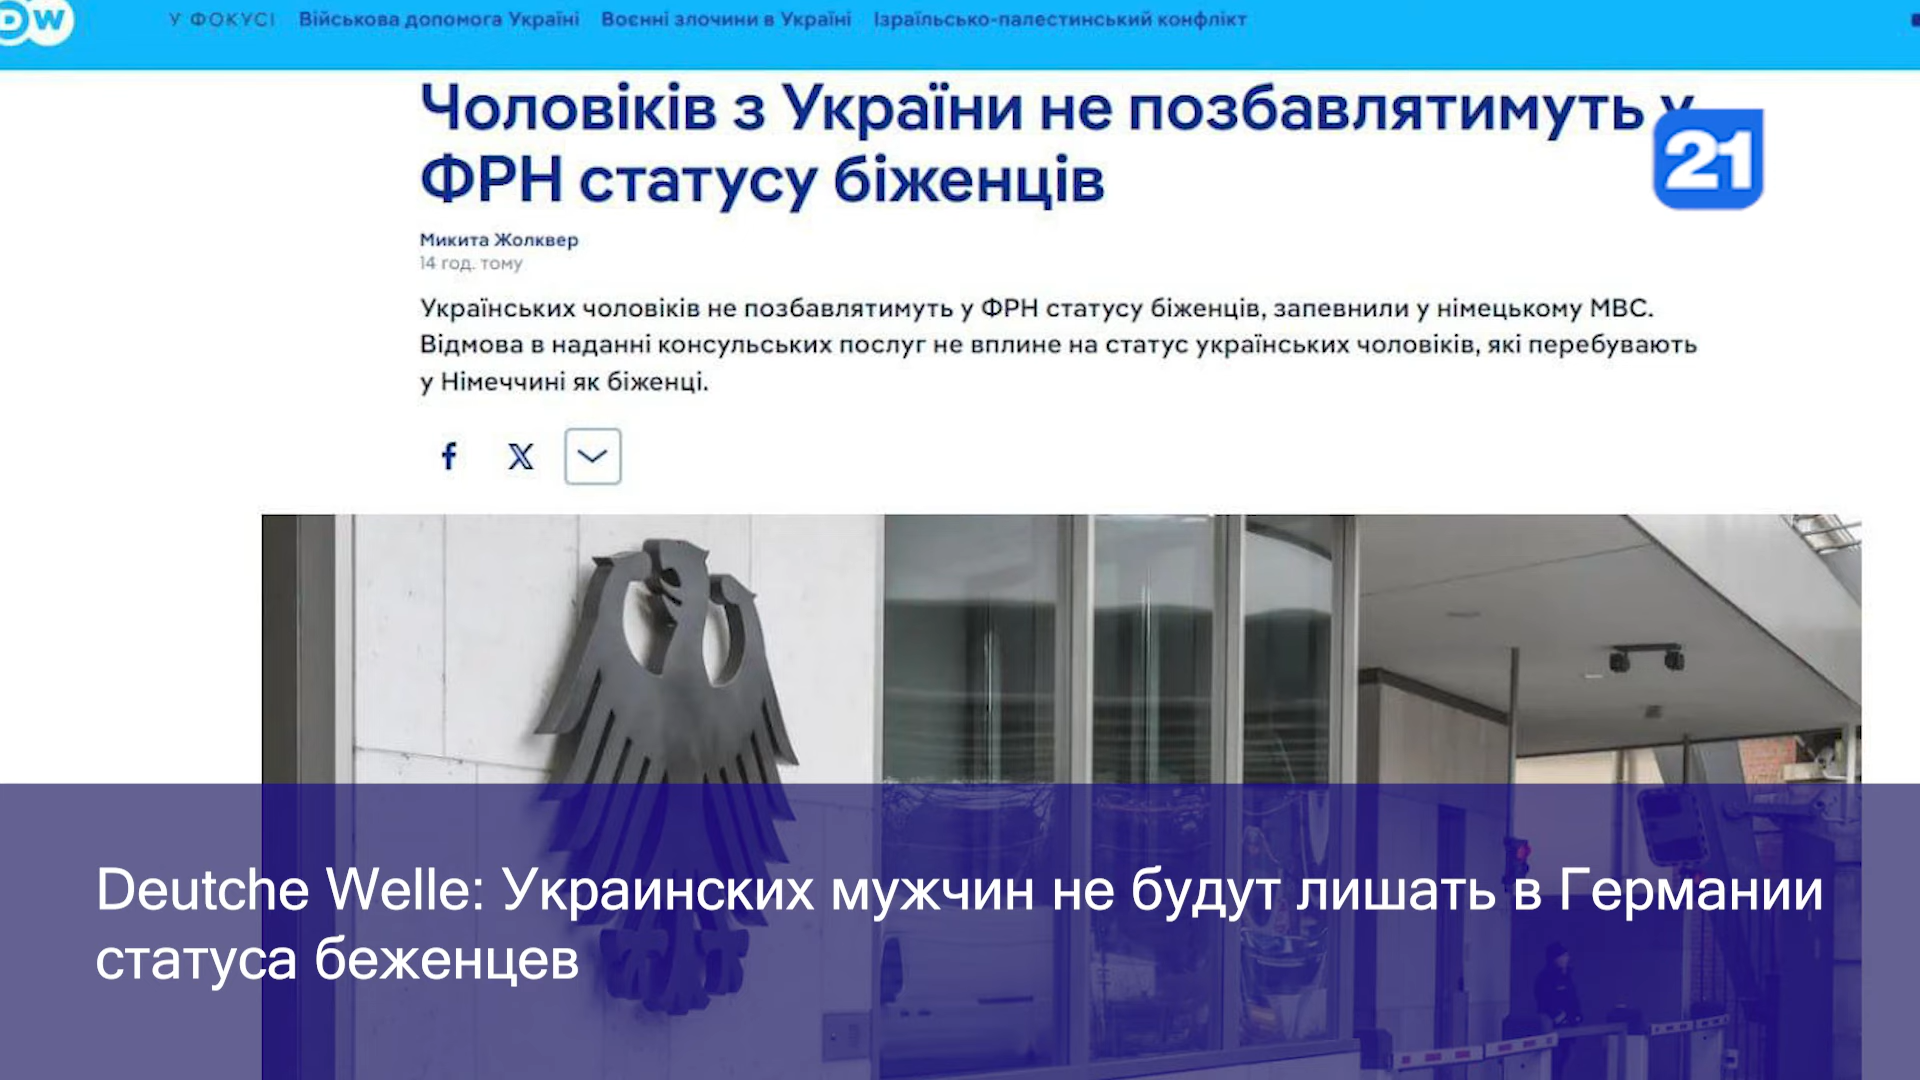 DW У ФОКУСІ Військова допомога Україні Воєнні злочини в Україні Ізраїльсько-палестинський конфлікт
Чоловіків з України не позбавлятимуть у
ФРН статусу біженців
21
Микита Жолквер
14 год. тому
Українських чоловіків не позбавлятимуть у ФРН статусу біженців, запевнили у німецькому МВС.
Відмова в наданні консульських послуг не вплине на статус українських чоловіків, які перебувають
у Німеччині як біженці.
Deutche Welle: Украинских мужчин не будут лишать в Германии
статуса беженцев